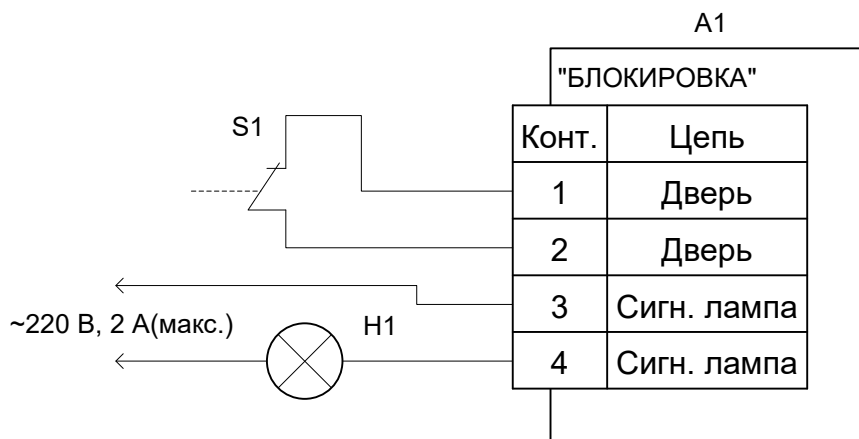 A1
"БЛОКИРОВКА"
S1
Конт. Цепь
1 Дверь
2 Дверь
3 Сигн. лампа
~220 В, 2 А(макс.)
H1
4 Сигн. лампа